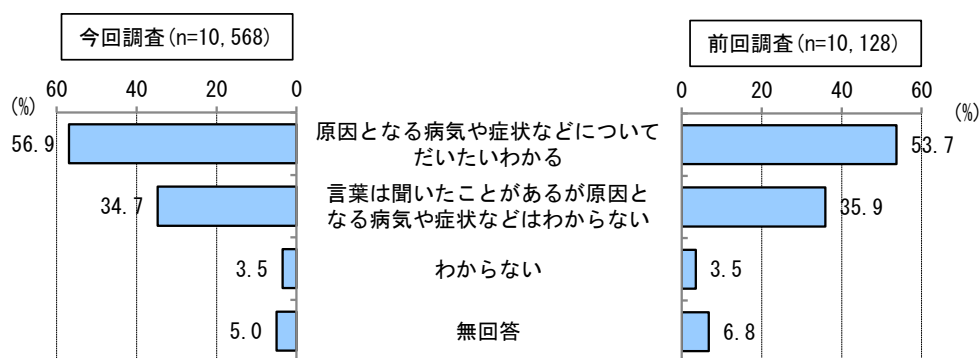 今回調査(n=10,568)
前回調査(n=10,128)
(%)
60 40 20 0
0 20 40 60
(%)
56.9
原因となる病気や症状などについて
だいたいわかる
53.7
34.7
言葉は聞いたことがあるが原因と
なる病気や症状などはわからない
35.9
3.5
わからない
3.5
5.0
無回答
6.8